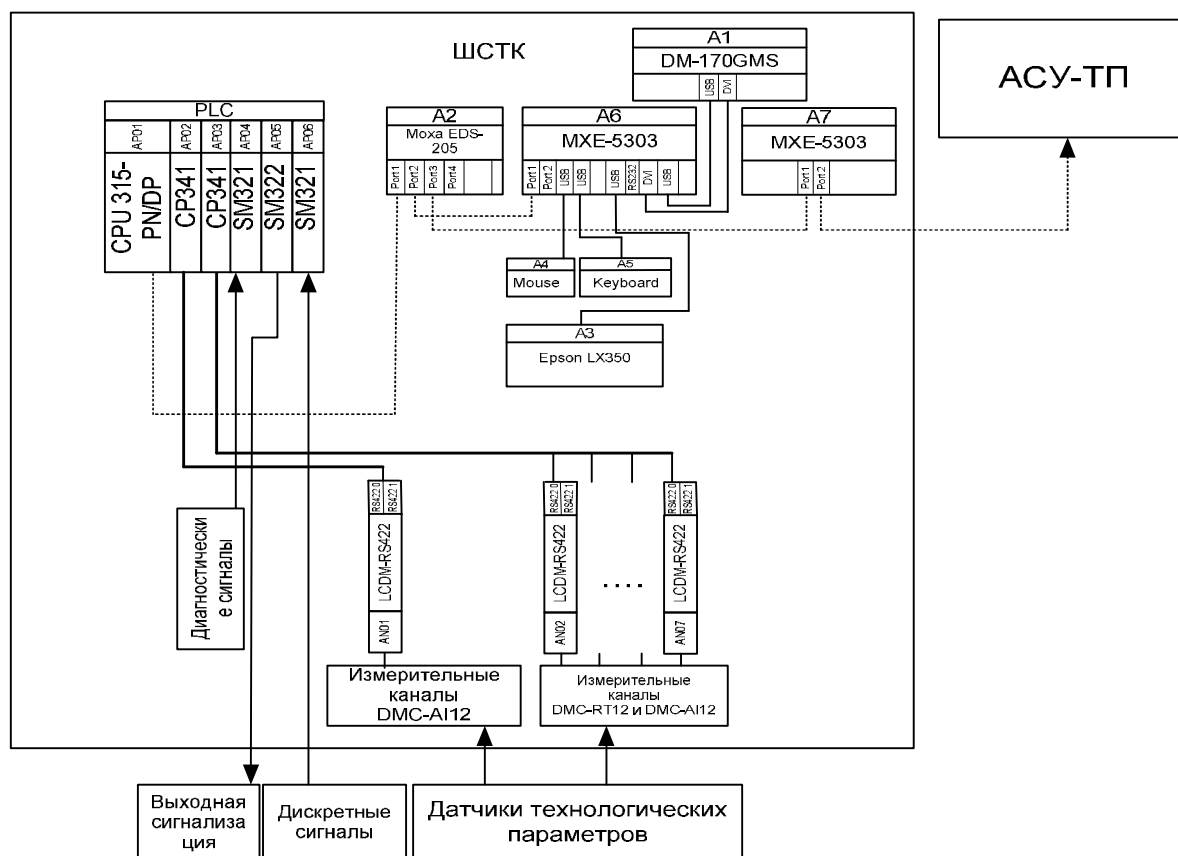 ШСТК
A1
DM-170GMS
USB
DVI
АСУ-ТП
PLC
AP01
AP02
AP03
AP04
AP05
AP06
CPU 315-
PN/DP
CP341
CP341
SM321
SM322
SM321
A2
Moxa EDS-
205
Port1
Port2
Port3
Port4
A6
MXE-5303
Port1
Port2
USB
USB
USB
RS232
DVI
USB
A7
MXE-5303
Port1
Port2
A4
Mouse
A5
Keyboard
A3
Epson LX350
Диагностически
е сигналы
RS422 0
RS422 1
LCDM-RS422
AN01
RS422 0
RS422 1
LCDM-RS422
AN02
....
RS422 0
RS422 1
LCDM-RS422
AN07
Измерительные
каналы
DMC-AI12
Измерительные
каналы
DMC-RT12 и DMC-AI12
Выходная
сигнализа
ция
Дискретные
сигналы
Датчики технологических
параметров